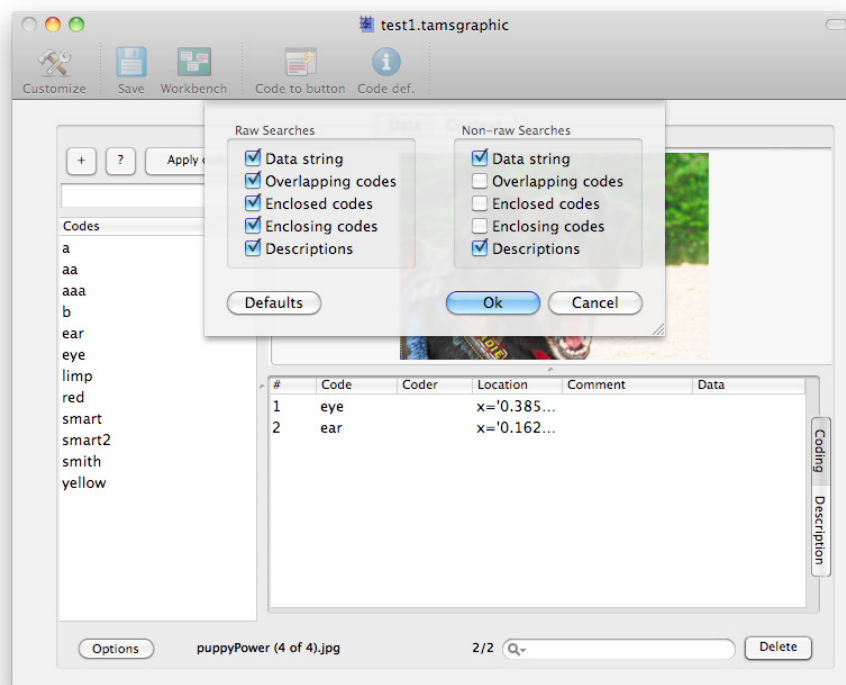 test1.tamsgraphic
Customize Save Workbench Code to button Code def.
Raw Searches Non-raw Searches
Data string Data string
Overlapping codes Overlapping codes
Enclosed codes Enclosed codes
Enclosing codes Enclosing codes
Descriptions Descriptions
Defaults Ok Cancel
+ ? Apply
Codes
a
aa
aaa
b
ear
eye
limp
red
smart
smart2
smith
yellow
# Code Coder Location Comment Data
1 eye x='0.385...
2 ear x='0.162...
Coding
Description
Options puppyPower (4 of 4).jpg 2/2 Delete